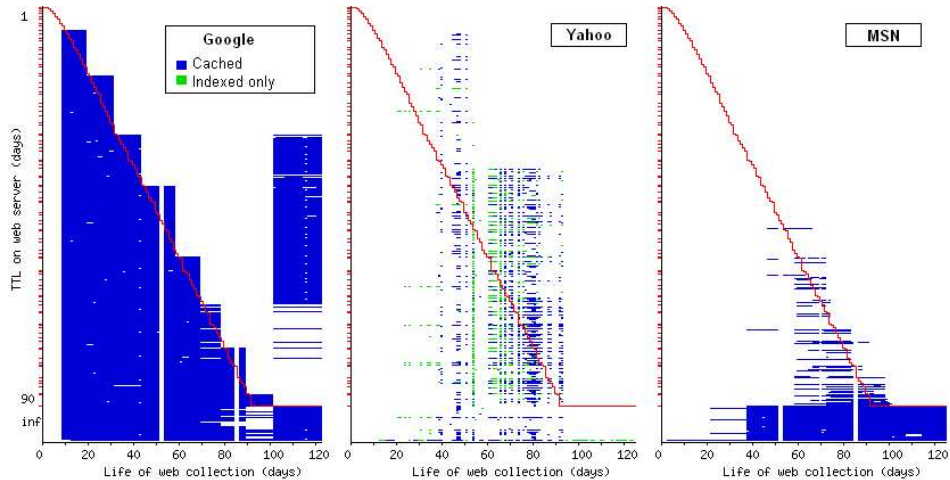 Google
Cached
Indexed only
Yahoo
MSN
TTL on web server (days)
1
90
inf
0 20 40 60 80 100 120
0 20 40 60 80 100 120
0 20 40 60 80 100 120
Life of web collection (days)
Life of web collection (days)
Life of web collection (days)